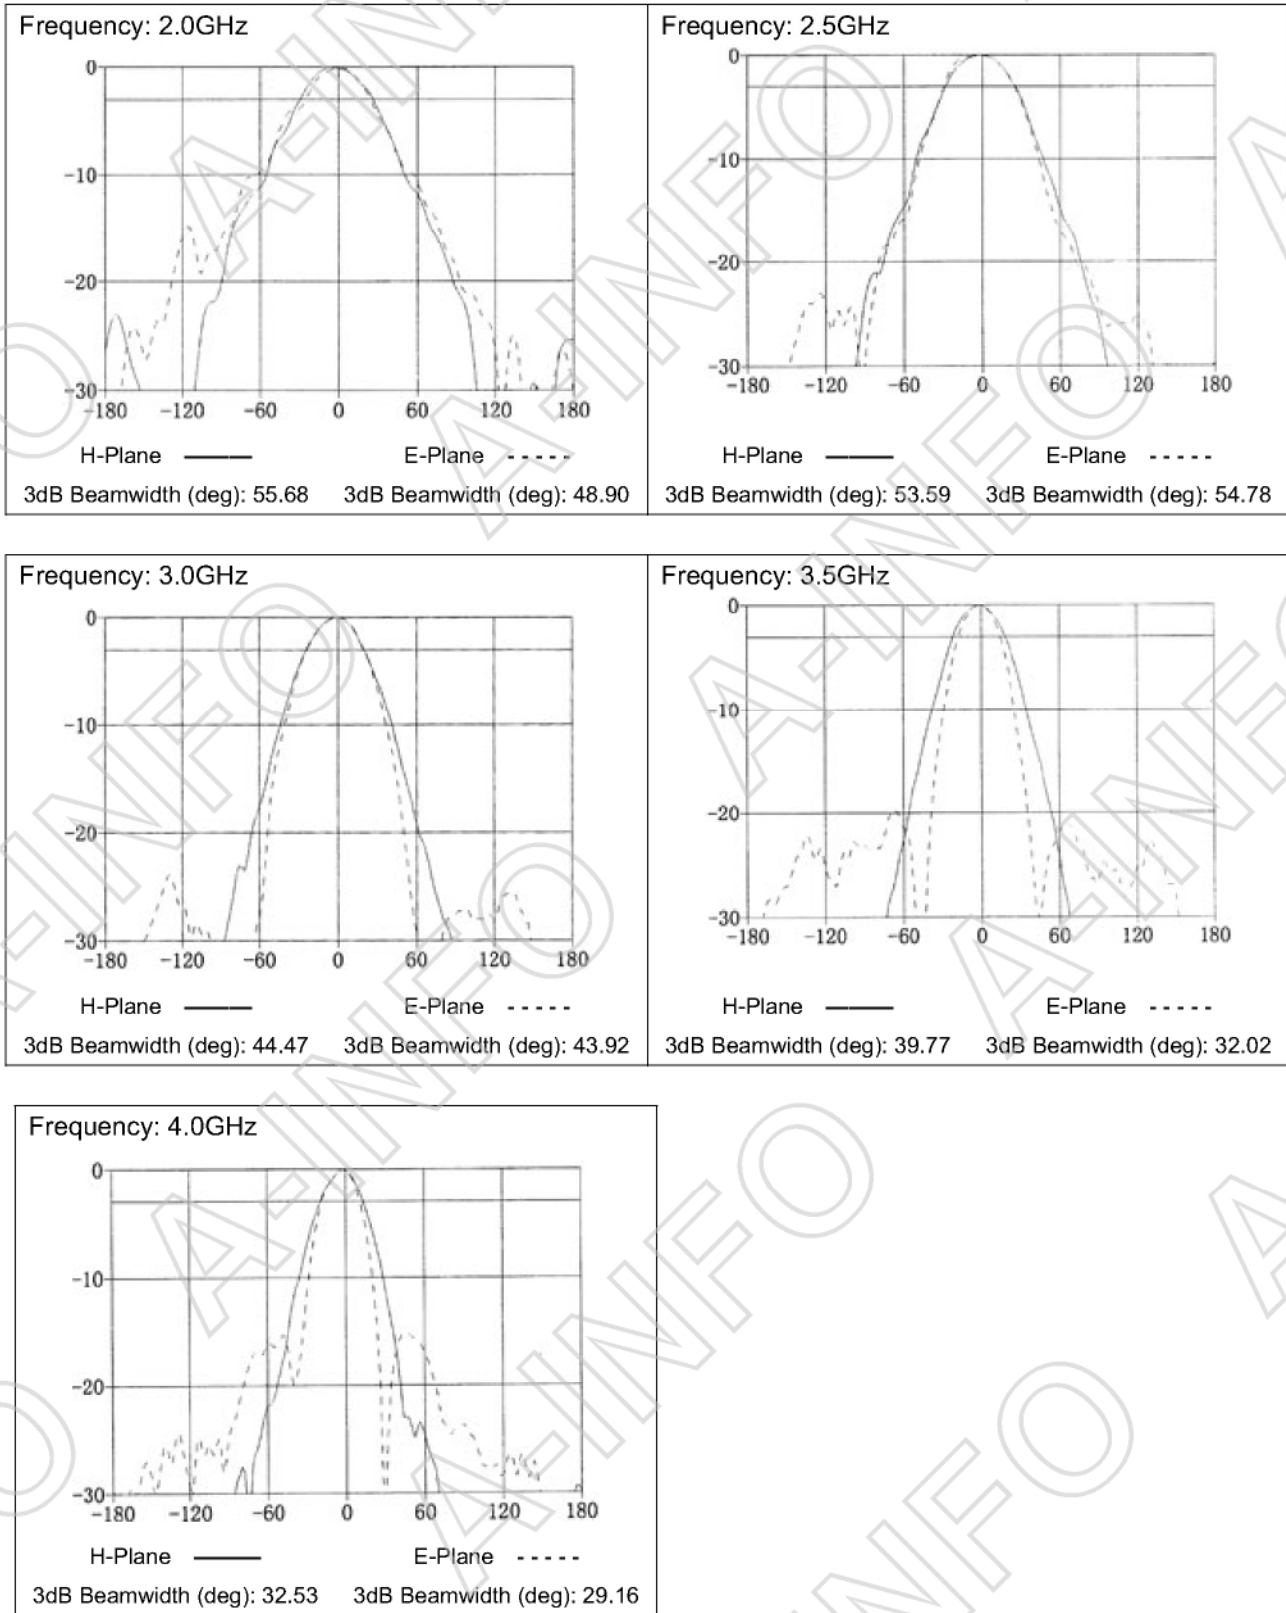 Frequency: 2.0GHz
0
-10
-20
-30
-180 -120 -60 0 60 120 180
H-Plane E-Plane
3dB Beamwidth (deg): 55.68 3dB Beamwidth (deg): 48.90
Frequency: 2.5GHz
0
-10
-20
-30
-180 -120 -60 0 60 120 180
H-Plane E-Plane
3dB Beamwidth (deg): 53.59 3dB Beamwidth (deg): 54.78
Frequency: 3.0GHz
0
-10
-20
-30
-180 -120 -60 0 60 120 180
H-Plane E-Plane
3dB Beamwidth (deg): 44.47 3dB Beamwidth (deg): 43.92
Frequency: 3.5GHz
0
-10
-20
-30
-180 -120 -60 0 60 120 180
H-Plane E-Plane
3dB Beamwidth (deg): 39.77 3dB Beamwidth (deg): 32.02
Frequency: 4.0GHz
0
-10
-20
-30
-180 -120 -60 0 60 120 180
H-Plane E-Plane
3dB Beamwidth (deg): 32.53 3dB Beamwidth (deg): 29.16
A-INFO
A-INFO
A-INFO
A-INFO
A-INFO
A-INFO